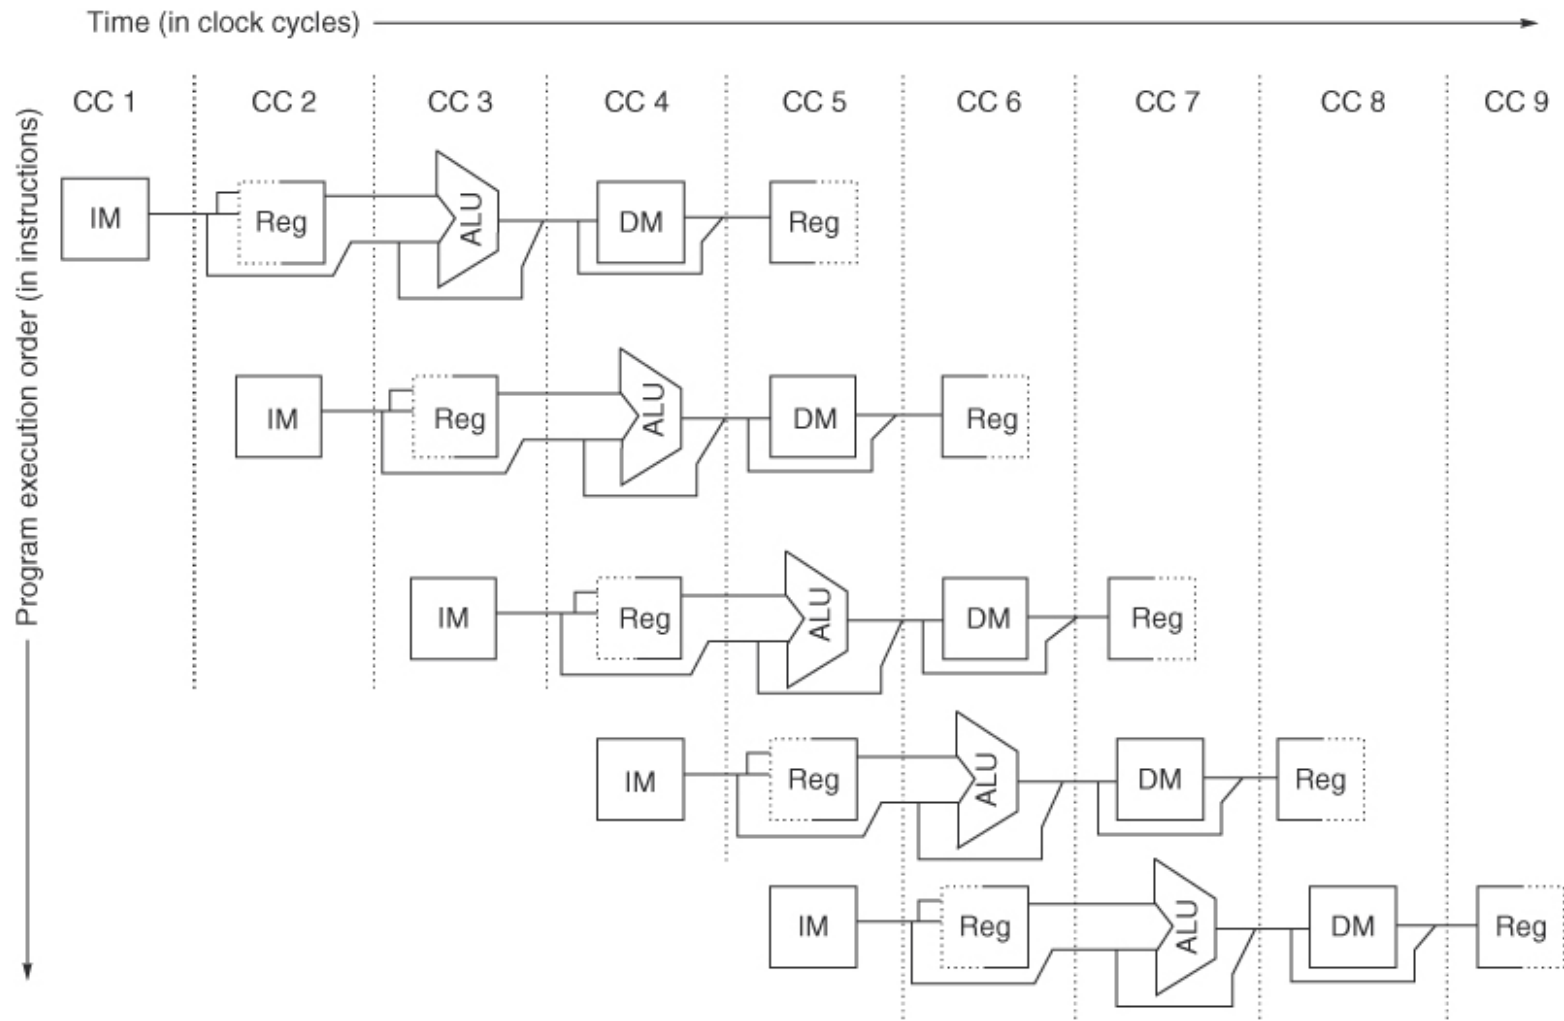 Time (in clock cycles)
CC 1 CC 2 CC 3 CC 4 CC 5 CC 6 CC 7 CC 8 CC 9
Program execution order (in instructions)
IM Reg ALU DM Reg
IM Reg ALU DM Reg
IM Reg ALU DM Reg
IM Reg ALU DM Reg
IM Reg ALU DM Reg